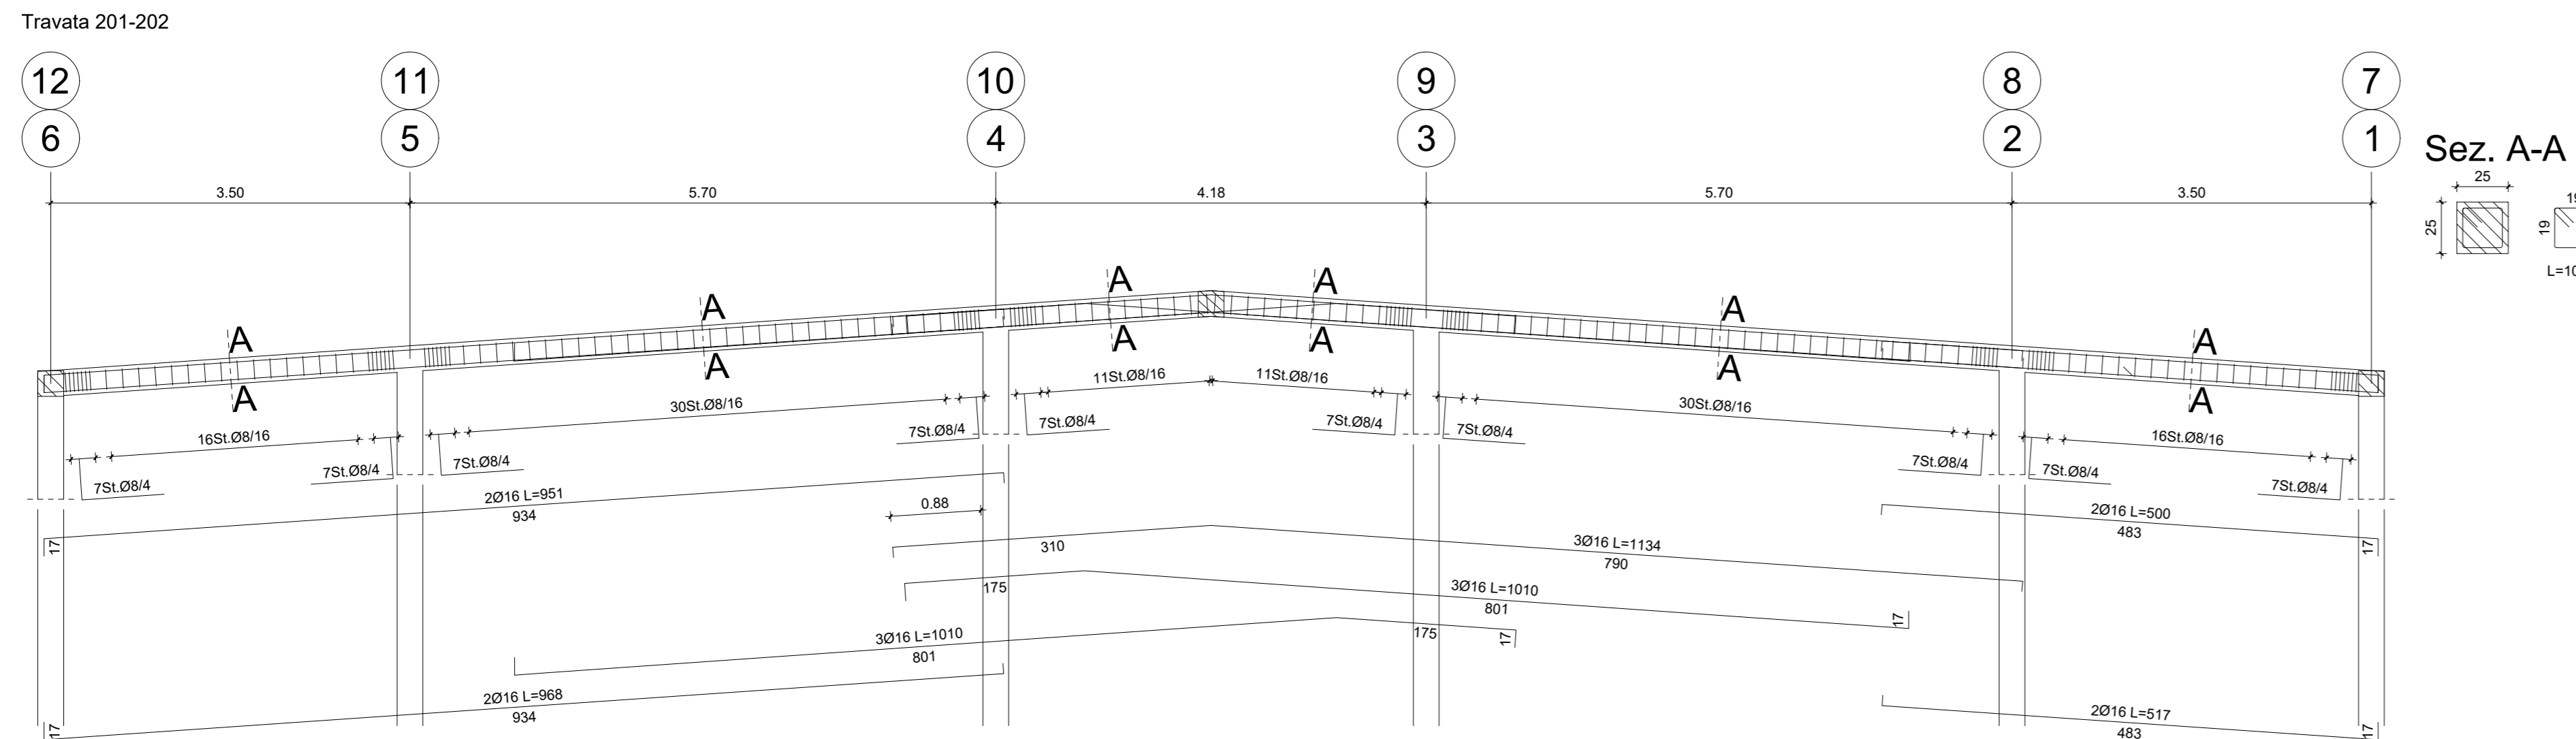 Travata 201-202
12 11 10 9 8 7
6 5 4 3 2 1
Sez. A-A
3.50 5.70 4.18 5.70 3.50
25 19
25 19
A A A A A A
A A A A A A
11St.Ø8/16 11St.Ø8/16
30St.Ø8/16 30St.Ø8/16
16St.Ø8/16 16St.Ø8/16
7St.Ø8/4 7St.Ø8/4 7St.Ø8/4 7St.Ø8/4
7St.Ø8/4 7St.Ø8/4 7St.Ø8/4 7St.Ø8/4
7St.Ø8/4 7St.Ø8/4
2Ø16 L=951
934
17
0.88
2Ø16 L=500
483
17
3Ø16 L=1134
310
790
3Ø16 L=1010
175
801
17
3Ø16 L=1010
801
175
17
2Ø16 L=968
934
17
2Ø16 L=517
483
17